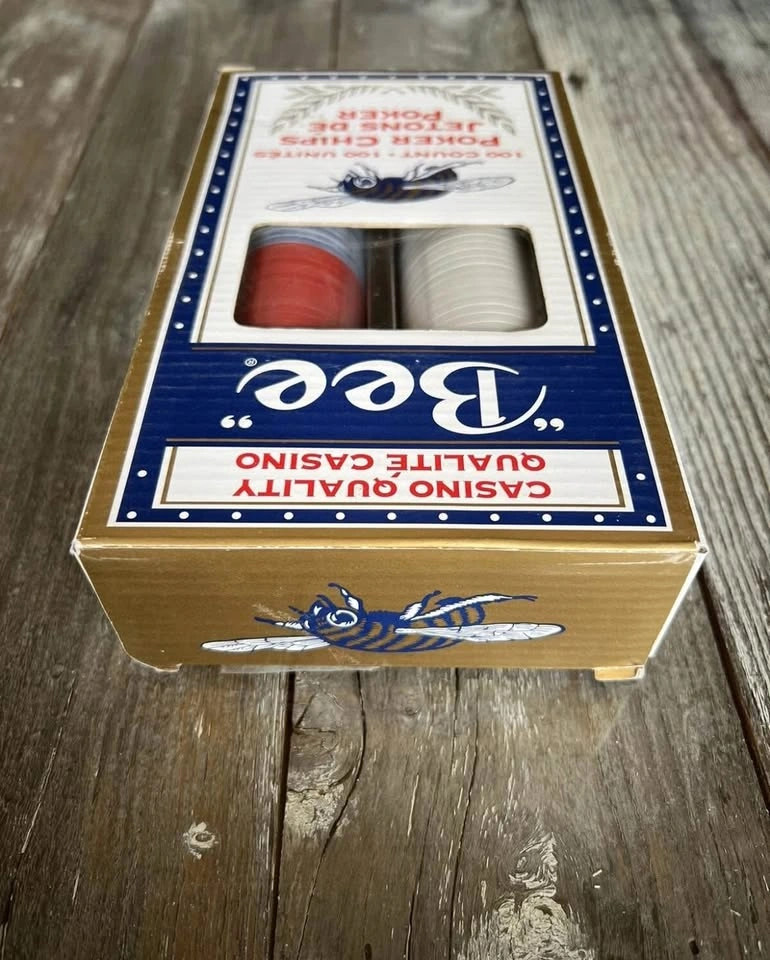 CASINO QUALITY
QUALITÉ CASINO
"Bee"®
100 COUNT • 100 UNITÉS
POKER CHIPS
JETONS DE
POKER